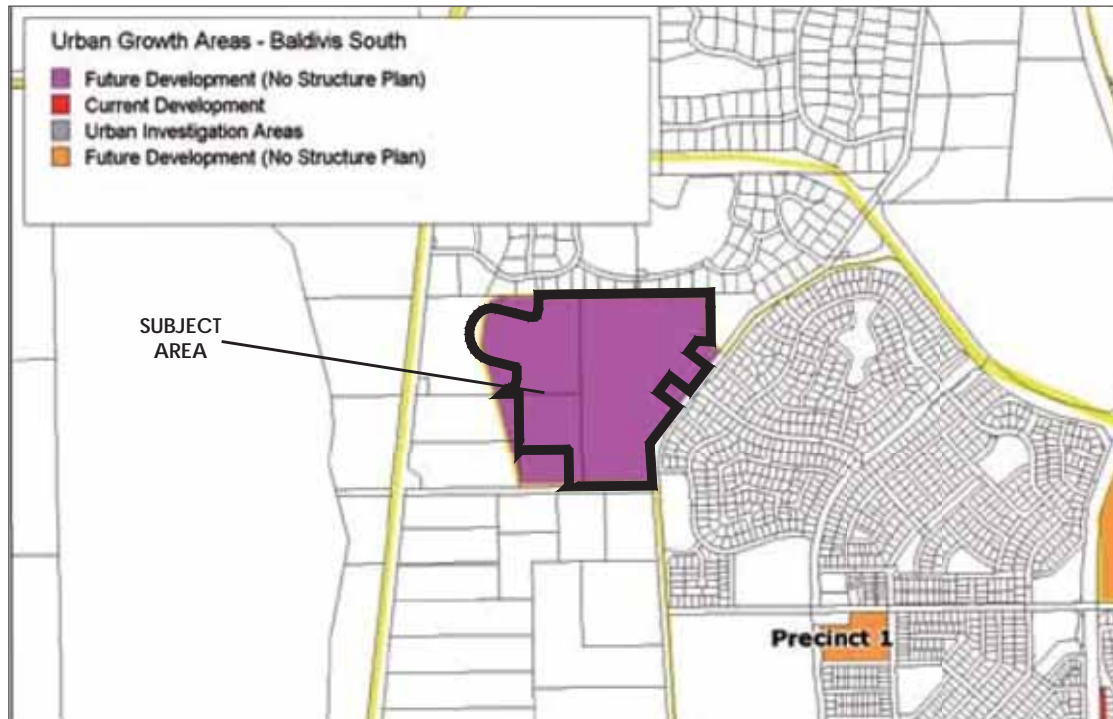 Urban Growth Areas - Baldivis South
Future Development (No Structure Plan)
Current Development
Urban Investigation Areas
Future Development (No Structure Plan)
SUBJECT
AREA
Precinct 1